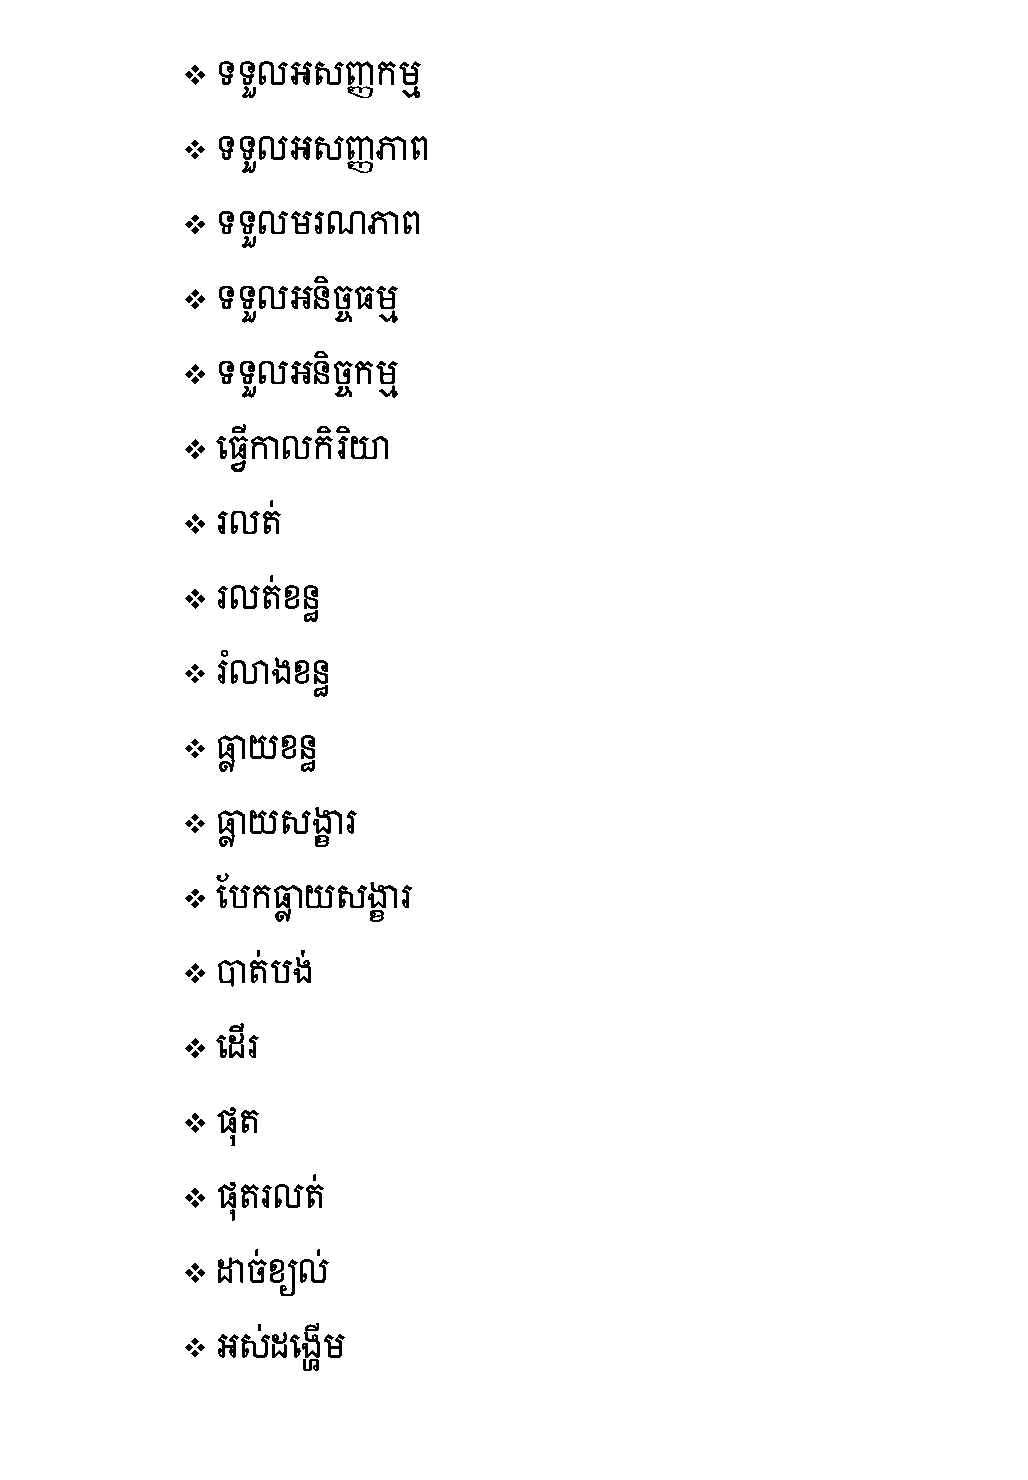 ❖ ទទួលអសញ្ញកម្ម
❖ ទទួលអសញ្ញភាព
❖ ទទួលមរណភាព
❖ ទទួលអនិច្ចធម្ម
❖ ទទួលអនិច្ចកម្ម
❖ ធ្វើកាលកិរិយា
❖ រលត់
❖ រលត់ខន្ធ
❖ រំលាងខន្ធ
❖ ធ្លាយខន្ធ
❖ ធ្លាយសង្ខារ
❖ បែកធ្លាយសង្ខារ
❖ បាត់បង់
❖ ដើរ
❖ ផុត
❖ ផុតរលត់
❖ ដាច់ខ្យល់
❖ អស់ដង្ហើម